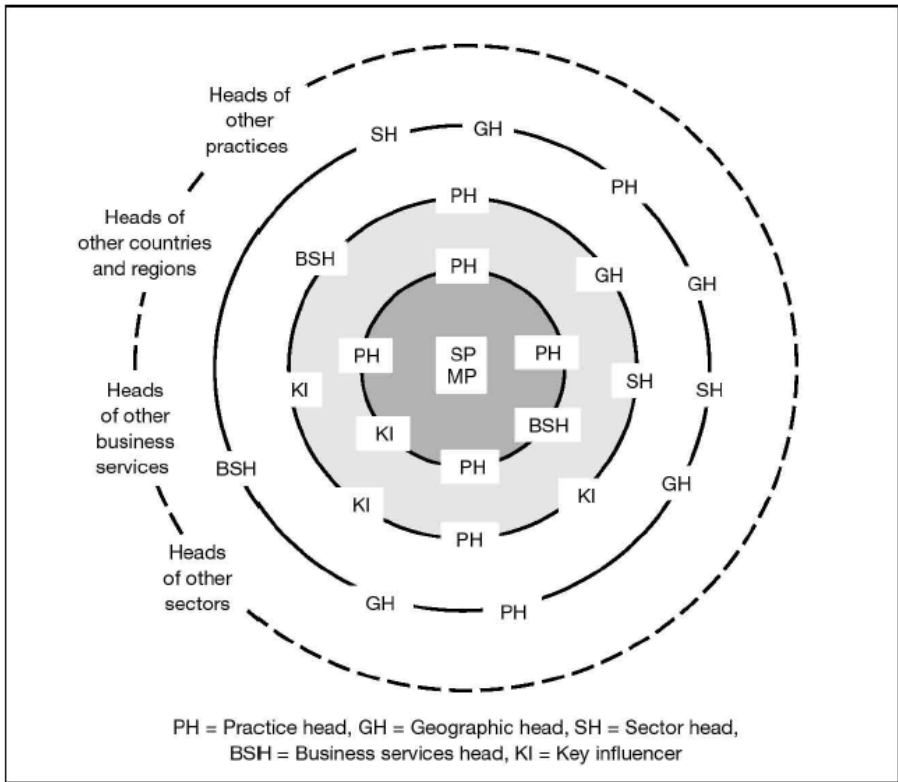 Heads of
other
practices
SH
GH
PH
PH
Heads of
other countries
and regions
BSH
PH
GH
GH
PH
SP
MP
PH
SH
SH
Heads
of other
business
services
KI
KI
BSH
BSH
PH
GH
KI
KI
PH
Heads
of other
sectors
GH
PH
PH = Practice head, GH = Geographic head, SH = Sector head,
BSH = Business services head, KI = Key influencer